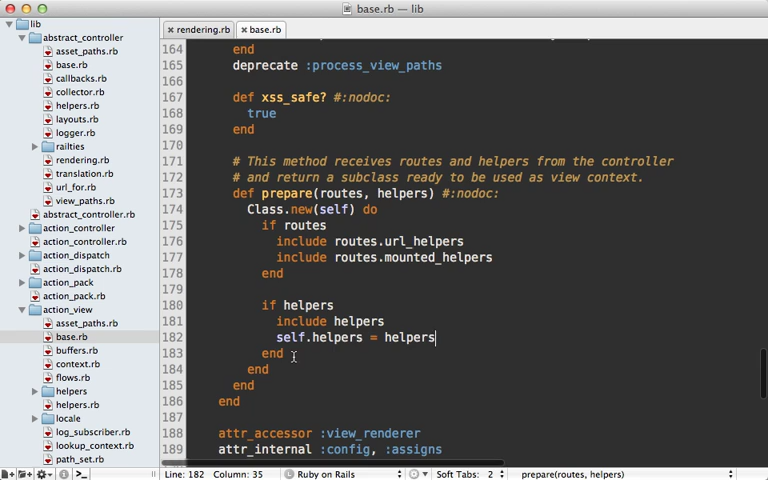 base.rb — lib
lib
abstract_controller
asset_paths.rb
base.rb
callbacks.rb
collector.rb
helpers.rb
layouts.rb
logger.rb
railties
rendering.rb
translation.rb
url_for.rb
view_paths.rb
abstract_controller.rb
action_controller
action_controller.rb
action_dispatch
action_dispatch.rb
action_pack
action_pack.rb
action_view
asset_paths.rb
base.rb
buffers.rb
context.rb
flows.rb
helpers
helpers.rb
locale
log_subscriber.rb
lookup_context.rb
path_set.rb
rendering.rb base.rb
164 end
165 deprecate :process_view_paths
166
167 def xss_safe? #:nodoc:
168 true
169 end
170
171 # This method receives routes and helpers from the controller
172 # and return a subclass ready to be used as view context.
173 def prepare(routes, helpers) #:nodoc:
174 Class.new(self) do
175 if routes
176 include routes.url_helpers
177 include routes.mounted_helpers
178 end
179
180 if helpers
181 include helpers
182 self.helpers = helpers
183 end
184 end
185 end
186 end
187
188 attr_accessor :view_renderer
189 attr_internal :config, :assigns
Line: 182 Column: 35 Ruby on Rails Soft Tabs: 2 prepare(routes, helpers)